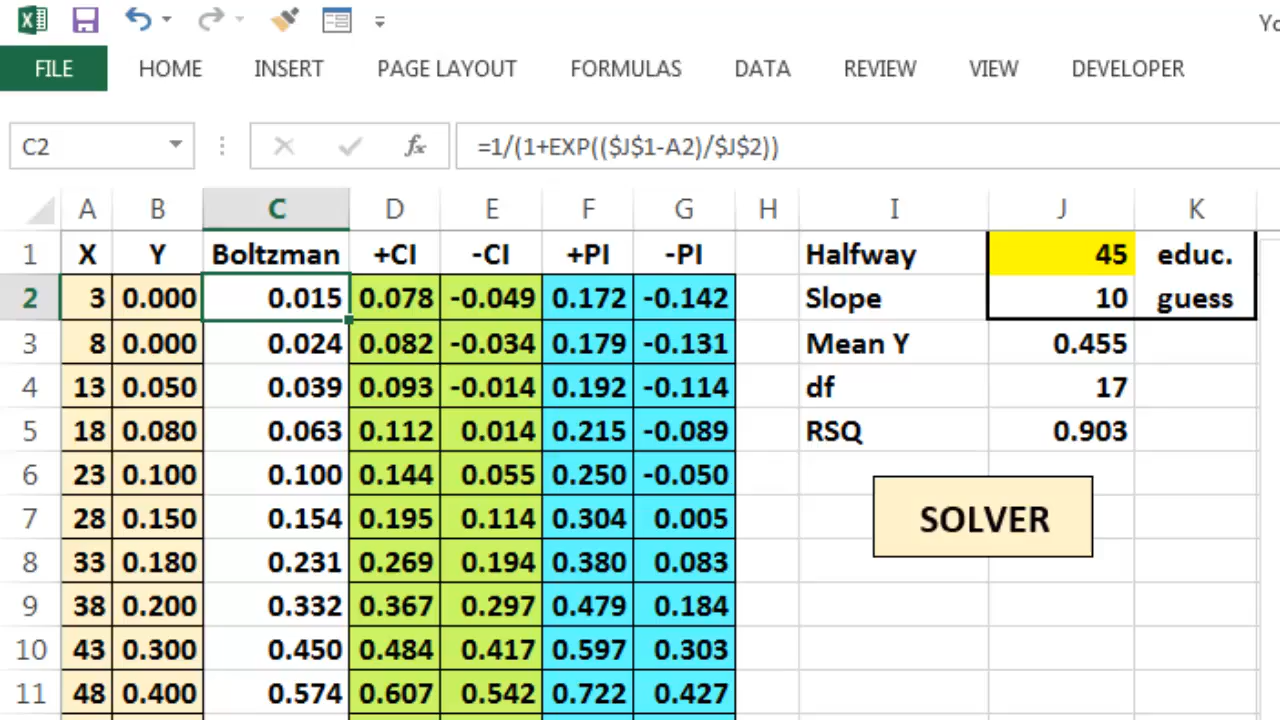 Yo
FILE HOME INSERT PAGE LAYOUT FORMULAS DATA REVIEW VIEW DEVELOPER
C2 fx =1/(1+EXP(($J$1-A2)/$J$2))
A B C D E F G H I J K
1 X Y Boltzman +CI -CI +PI -PI Halfway 45 educ.
2 3 0.000 0.015 0.078 -0.049 0.172 -0.142 Slope 10 guess
3 8 0.000 0.024 0.082 -0.034 0.179 -0.131 Mean Y 0.455
4 13 0.050 0.039 0.093 -0.014 0.192 -0.114 df 17
5 18 0.080 0.063 0.112 0.014 0.215 -0.089 RSQ 0.903
6 23 0.100 0.100 0.144 0.055 0.250 -0.050
7 28 0.150 0.154 0.195 0.114 0.304 0.005
SOLVER
8 33 0.180 0.231 0.269 0.194 0.380 0.083
9 38 0.200 0.332 0.367 0.297 0.479 0.184
10 43 0.300 0.450 0.484 0.417 0.597 0.303
11 48 0.400 0.574 0.607 0.542 0.722 0.427